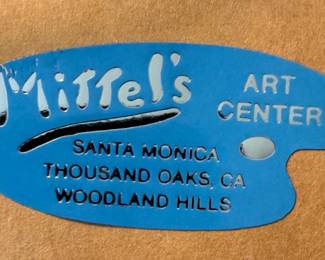 Mittel's
ART
CENTER
SANTA MONICA
THOUSAND OAKS, CA
WOODLAND HILLS